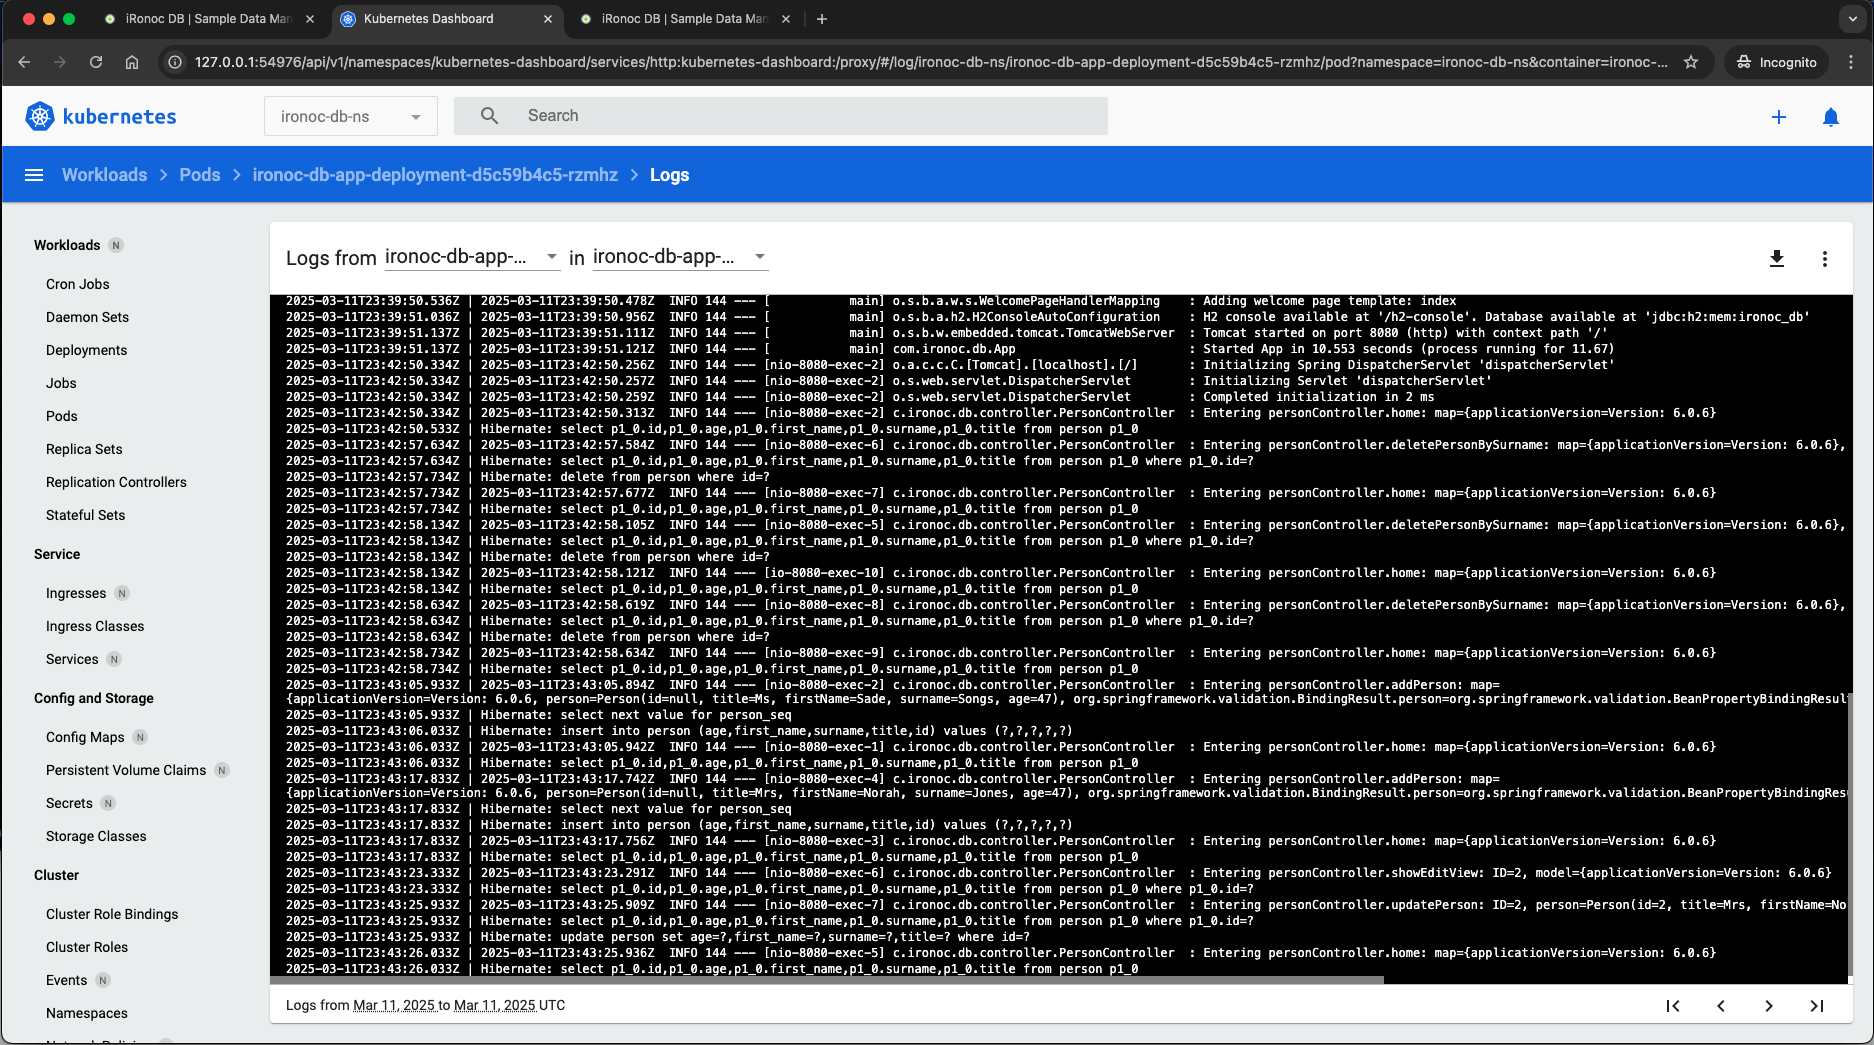 iRonoc DB | Sample Data Man
Kubernetes Dashboard
iRonoc DB | Sample Data Man
127.0.0.1:54976/api/v1/namespaces/kubernetes-dashboard/services/http:kubernetes-dashboard:/proxy/#/log/ironoc-db-ns/ironoc-db-app-deployment-d5c59b4c5-rzmhz/pod?namespace=ironoc-db-ns&container=ironoc-...
Incognito
kubernetes
ironoc-db-ns
Search
Workloads > Pods > ironoc-db-app-deployment-d5c59b4c5-rzmhz > Logs
Workloads N
Cron Jobs
Daemon Sets
Deployments
Jobs
Pods
Replica Sets
Replication Controllers
Stateful Sets
Service
Ingresses N
Ingress Classes
Services N
Config and Storage
Config Maps N
Persistent Volume Claims N
Secrets N
Storage Classes
Cluster
Cluster Role Bindings
Cluster Roles
Events N
Namespaces
Logs from ironoc-db-app-... in ironoc-db-app-...
2025-03-11T23:39:50.536Z | 2025-03-11T23:39:50.478Z  INFO 144 --- [           main] o.s.b.a.w.s.WelcomePageHandlerMapping    : Adding welcome page template: index
2025-03-11T23:39:51.036Z | 2025-03-11T23:39:50.956Z  INFO 144 --- [           main] o.s.b.a.h2.H2ConsoleAutoConfiguration    : H2 console available at '/h2-console'. Database available at 'jdbc:h2:mem:ironoc_db'
2025-03-11T23:39:51.137Z | 2025-03-11T23:39:51.111Z  INFO 144 --- [           main] o.s.b.w.embedded.tomcat.TomcatWebServer  : Tomcat started on port 8080 (http) with context path '/'
2025-03-11T23:39:51.137Z | 2025-03-11T23:39:51.121Z  INFO 144 --- [           main] com.ironoc.db.App                        : Started App in 10.553 seconds (process running for 11.67)
2025-03-11T23:42:50.334Z | 2025-03-11T23:42:50.256Z  INFO 144 --- [nio-8080-exec-2] o.a.c.c.C.[Tomcat].[localhost].[/]       : Initializing Spring DispatcherServlet 'dispatcherServlet'
2025-03-11T23:42:50.334Z | 2025-03-11T23:42:50.257Z  INFO 144 --- [nio-8080-exec-2] o.s.web.servlet.DispatcherServlet        : Initializing Servlet 'dispatcherServlet'
2025-03-11T23:42:50.334Z | 2025-03-11T23:42:50.259Z  INFO 144 --- [nio-8080-exec-2] o.s.web.servlet.DispatcherServlet        : Completed initialization in 2 ms
2025-03-11T23:42:50.334Z | 2025-03-11T23:42:50.313Z  INFO 144 --- [nio-8080-exec-2] c.ironoc.db.controller.PersonController  : Entering personController.home: map={applicationVersion=Version: 6.0.6}
2025-03-11T23:42:50.533Z | Hibernate: select p1_0.id,p1_0.age,p1_0.first_name,p1_0.surname,p1_0.title from person p1_0
2025-03-11T23:42:57.634Z | 2025-03-11T23:42:57.584Z  INFO 144 --- [nio-8080-exec-6] c.ironoc.db.controller.PersonController  : Entering personController.deletePersonBySurname: map={applicationVersion=Version: 6.0.6},
2025-03-11T23:42:57.634Z | Hibernate: select p1_0.id,p1_0.age,p1_0.first_name,p1_0.surname,p1_0.title from person p1_0 where p1_0.id=?
2025-03-11T23:42:57.734Z | Hibernate: delete from person where id=?
2025-03-11T23:42:57.734Z | 2025-03-11T23:42:57.677Z  INFO 144 --- [nio-8080-exec-7] c.ironoc.db.controller.PersonController  : Entering personController.home: map={applicationVersion=Version: 6.0.6}
2025-03-11T23:42:57.734Z | Hibernate: select p1_0.id,p1_0.age,p1_0.first_name,p1_0.surname,p1_0.title from person p1_0
2025-03-11T23:42:58.134Z | 2025-03-11T23:42:58.105Z  INFO 144 --- [nio-8080-exec-5] c.ironoc.db.controller.PersonController  : Entering personController.deletePersonBySurname: map={applicationVersion=Version: 6.0.6},
2025-03-11T23:42:58.134Z | Hibernate: select p1_0.id,p1_0.age,p1_0.first_name,p1_0.surname,p1_0.title from person p1_0 where p1_0.id=?
2025-03-11T23:42:58.134Z | Hibernate: delete from person where id=?
2025-03-11T23:42:58.134Z | 2025-03-11T23:42:58.121Z  INFO 144 --- [io-8080-exec-10] c.ironoc.db.controller.PersonController  : Entering personController.home: map={applicationVersion=Version: 6.0.6}
2025-03-11T23:42:58.134Z | Hibernate: select p1_0.id,p1_0.age,p1_0.first_name,p1_0.surname,p1_0.title from person p1_0
2025-03-11T23:42:58.634Z | 2025-03-11T23:42:58.619Z  INFO 144 --- [nio-8080-exec-8] c.ironoc.db.controller.PersonController  : Entering personController.deletePersonBySurname: map={applicationVersion=Version: 6.0.6},
2025-03-11T23:42:58.634Z | Hibernate: select p1_0.id,p1_0.age,p1_0.first_name,p1_0.surname,p1_0.title from person p1_0 where p1_0.id=?
2025-03-11T23:42:58.634Z | Hibernate: delete from person where id=?
2025-03-11T23:42:58.734Z | 2025-03-11T23:42:58.634Z  INFO 144 --- [nio-8080-exec-9] c.ironoc.db.controller.PersonController  : Entering personController.home: map={applicationVersion=Version: 6.0.6}
2025-03-11T23:42:58.734Z | Hibernate: select p1_0.id,p1_0.age,p1_0.first_name,p1_0.surname,p1_0.title from person p1_0
2025-03-11T23:43:05.933Z | 2025-03-11T23:43:05.894Z  INFO 144 --- [nio-8080-exec-2] c.ironoc.db.controller.PersonController  : Entering personController.addPerson: map=
{applicationVersion=Version: 6.0.6, person=Person(id=null, title=Ms, firstName=Sade, surname=Songs, age=47), org.springframework.validation.BindingResult.person=org.springframework.validation.BeanPropertyBindingResult
2025-03-11T23:43:05.933Z | Hibernate: select next value for person_seq
2025-03-11T23:43:06.033Z | Hibernate: insert into person (age,first_name,surname,title,id) values (?,?,?,?,?)
2025-03-11T23:43:06.033Z | 2025-03-11T23:43:05.942Z  INFO 144 --- [nio-8080-exec-1] c.ironoc.db.controller.PersonController  : Entering personController.home: map={applicationVersion=Version: 6.0.6}
2025-03-11T23:43:06.033Z | Hibernate: select p1_0.id,p1_0.age,p1_0.first_name,p1_0.surname,p1_0.title from person p1_0
2025-03-11T23:43:17.833Z | 2025-03-11T23:43:17.742Z  INFO 144 --- [nio-8080-exec-4] c.ironoc.db.controller.PersonController  : Entering personController.addPerson: map=
{applicationVersion=Version: 6.0.6, person=Person(id=null, title=Mrs, firstName=Norah, surname=Jones, age=47), org.springframework.validation.BindingResult.person=org.springframework.validation.BeanPropertyBindingRes
2025-03-11T23:43:17.833Z | Hibernate: select next value for person_seq
2025-03-11T23:43:17.833Z | Hibernate: insert into person (age,first_name,surname,title,id) values (?,?,?,?,?)
2025-03-11T23:43:17.833Z | 2025-03-11T23:43:17.756Z  INFO 144 --- [nio-8080-exec-3] c.ironoc.db.controller.PersonController  : Entering personController.home: map={applicationVersion=Version: 6.0.6}
2025-03-11T23:43:17.833Z | Hibernate: select p1_0.id,p1_0.age,p1_0.first_name,p1_0.surname,p1_0.title from person p1_0
2025-03-11T23:43:23.333Z | 2025-03-11T23:43:23.291Z  INFO 144 --- [nio-8080-exec-6] c.ironoc.db.controller.PersonController  : Entering personController.showEditView: ID=2, model={applicationVersion=Version: 6.0.6}
2025-03-11T23:43:23.333Z | Hibernate: select p1_0.id,p1_0.age,p1_0.first_name,p1_0.surname,p1_0.title from person p1_0 where p1_0.id=?
2025-03-11T23:43:25.933Z | 2025-03-11T23:43:25.909Z  INFO 144 --- [nio-8080-exec-7] c.ironoc.db.controller.PersonController  : Entering personController.updatePerson: ID=2, person=Person(id=2, title=Mrs, firstName=No
2025-03-11T23:43:25.933Z | Hibernate: select p1_0.id,p1_0.age,p1_0.first_name,p1_0.surname,p1_0.title from person p1_0 where p1_0.id=?
2025-03-11T23:43:25.933Z | Hibernate: update person set age=?,first_name=?,surname=?,title=? where id=?
2025-03-11T23:43:26.033Z | 2025-03-11T23:43:25.936Z  INFO 144 --- [nio-8080-exec-5] c.ironoc.db.controller.PersonController  : Entering personController.home: map={applicationVersion=Version: 6.0.6}
2025-03-11T23:43:26.033Z | Hibernate: select p1_0.id,p1_0.age,p1_0.first_name,p1_0.surname,p1_0.title from person p1_0
Logs from Mar 11, 2025 to Mar 11, 2025 UTC